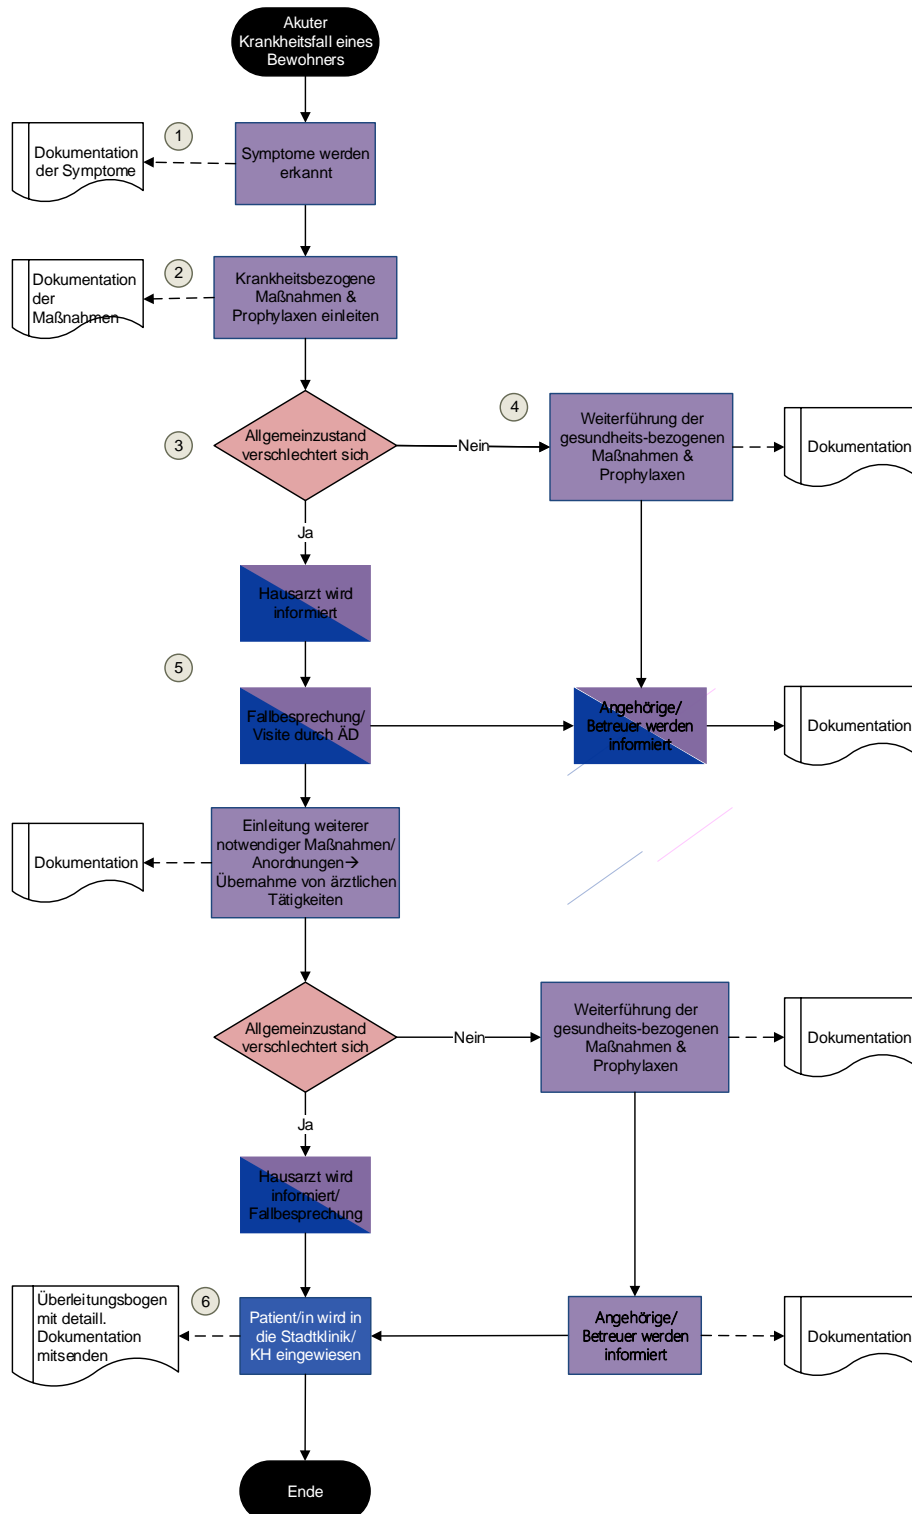 Akuter
Krankheitsfall eines
Bewohners
1
Dokumentation
der Symptome
Symptome werden
erkannt
2
Dokumentation
der
Maßnahmen
Krankheitsbezogene
Maßnahmen &
Prophylaxen einleiten
3
Allgemeinzustand
verschlechtert sich
Nein
4
Weiterführung der
gesundheits-bezogenen
Maßnahmen &
Prophylaxen
Dokumentation
Ja
Hausarzt wird
informiert
5
Fallbesprechung/
Visite durch ÄD
Angehörige/
Betreuer werden
informiert
Dokumentation
Einleitung weiterer
notwendiger Maßnahmen/
Anordnungen→
Übernahme von ärztlichen
Tätigkeiten
Dokumentation
Allgemeinzustand
verschlechtert sich
Nein
Weiterführung der
gesundheits-bezogenen
Maßnahmen &
Prophylaxen
Dokumentation
Ja
Hausarzt wird
informiert/
Fallbesprechung
6
Überleitungsbogen
mit detaill.
Dokumentation
mitsenden
Patient/in wird in
die Stadtklinik/
KH eingewiesen
Angehörige/
Betreuer werden
informiert
Dokumentation
Ende